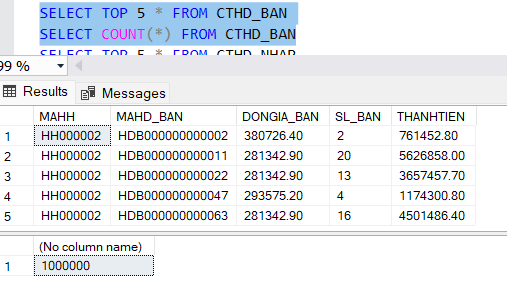 SELECT TOP 5 * FROM CTHD_BAN
SELECT COUNT(*) FROM CTHD_BAN
SELECT TOP 5 * FROM CTHD_NHAP
99 %
Results Messages
MAHH MAHD_BAN DONGIA_BAN SL_BAN THANHTIEN
1 HH000002 HDB000000000002 380726.40 2 761452.80
2 HH000002 HDB000000000011 281342.90 20 5626858.00
3 HH000002 HDB000000000022 281342.90 13 3657457.70
4 HH000002 HDB000000000047 293575.20 4 1174300.80
5 HH000002 HDB000000000063 281342.90 16 4501486.40
(No column name)
1 1000000